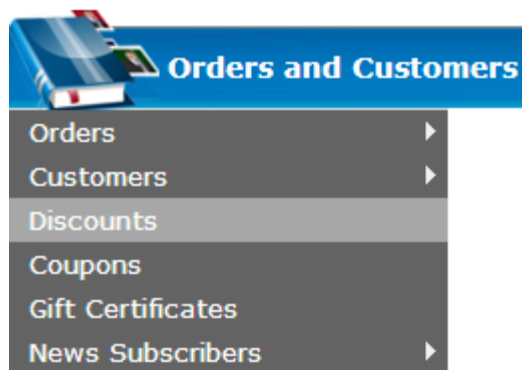 Orders and Customers
Orders
Customers
Discounts
Coupons
Gift Certificates
News Subscribers